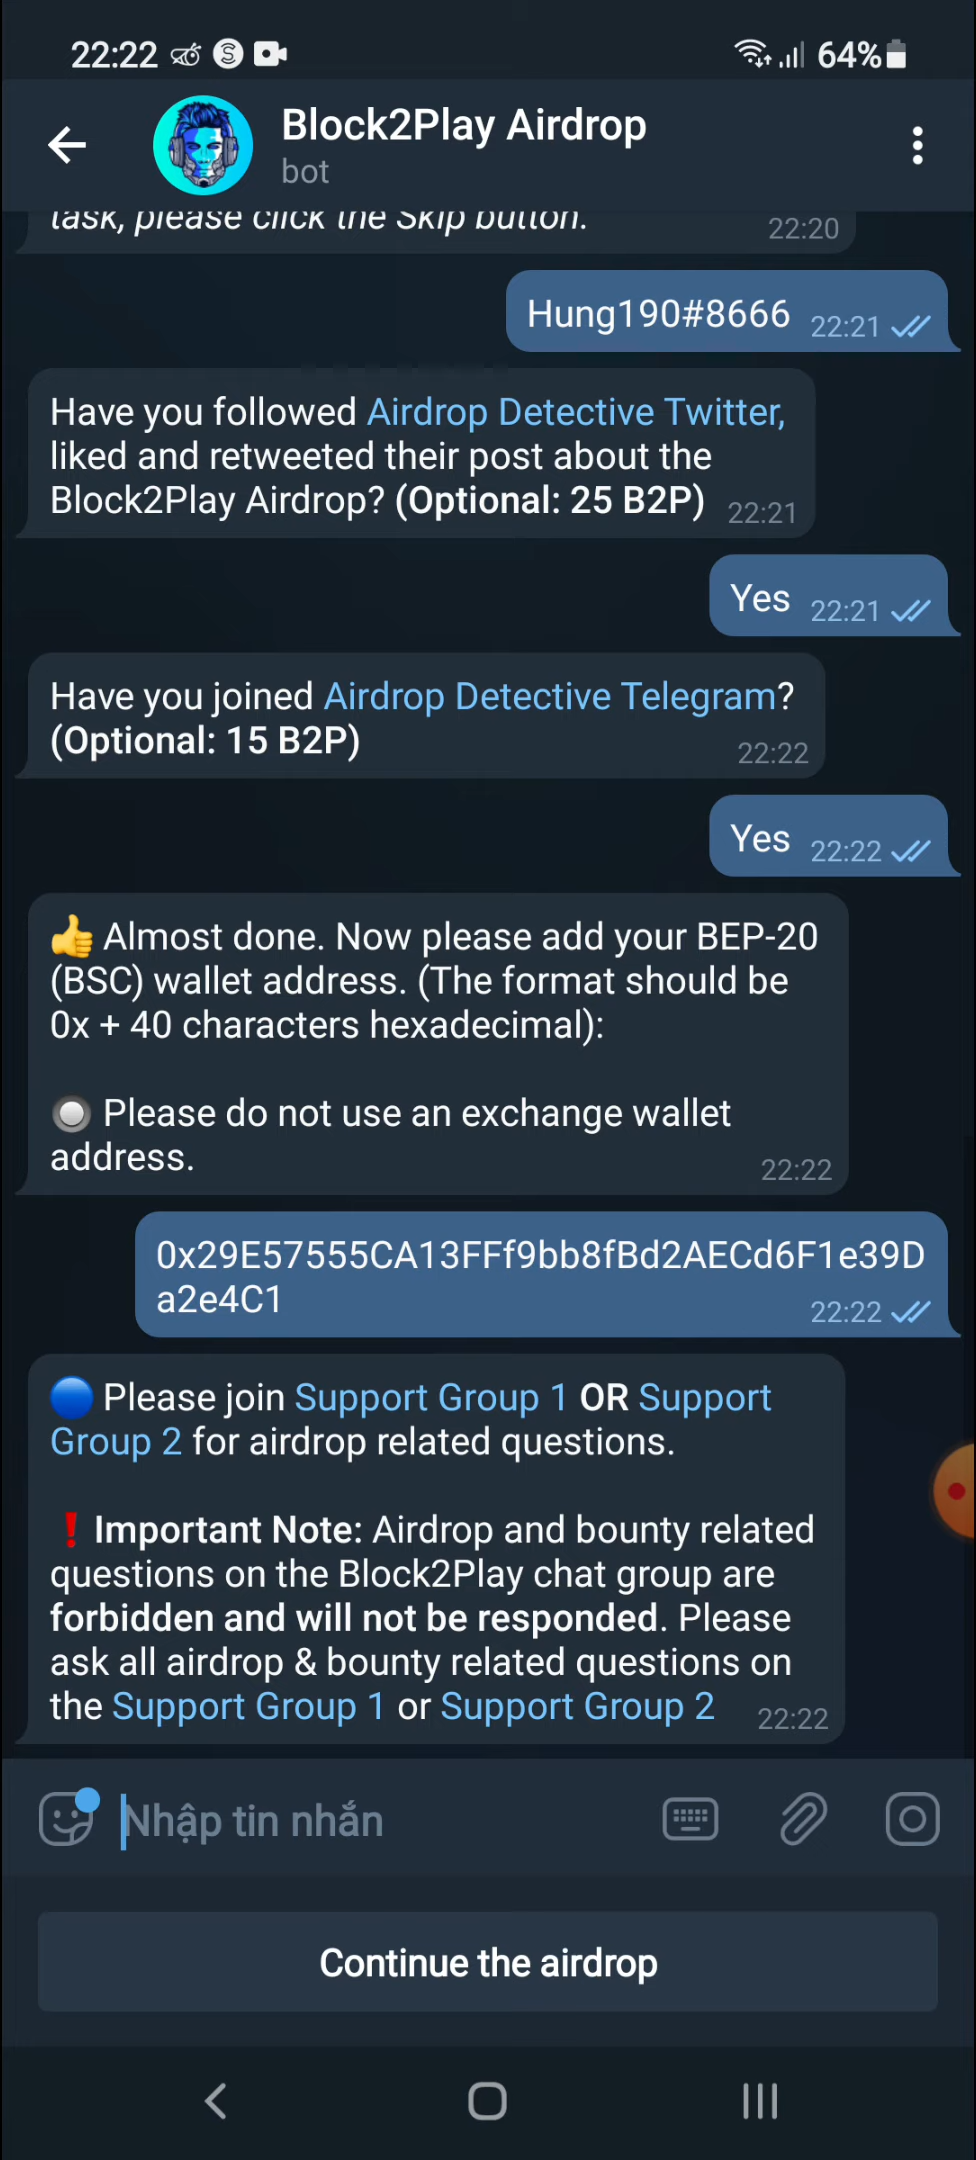 22:22
64%
Block2Play Airdrop
bot
task, please click the Skip button.
22:20
Hung190#8666
22:21
Have you followed Airdrop Detective Twitter,
liked and retweeted their post about the
Block2Play Airdrop? (Optional: 25 B2P)
22:21
Yes
22:21
Have you joined Airdrop Detective Telegram?
(Optional: 15 B2P)
22:22
Yes
22:22
👍 Almost done. Now please add your BEP-20
(BSC) wallet address. (The format should be
0x + 40 characters hexadecimal):
🔘 Please do not use an exchange wallet
address.
22:22
0x29E57555CA13FFf9bb8fBd2AECd6F1e39D
a2e4C1
22:22
🔵 Please join Support Group 1 OR Support
Group 2 for airdrop related questions.
❗ Important Note: Airdrop and bounty related
questions on the Block2Play chat group are
forbidden and will not be responded. Please
ask all airdrop & bounty related questions on
the Support Group 1 or Support Group 2
22:22
Nhập tin nhắn
Continue the airdrop